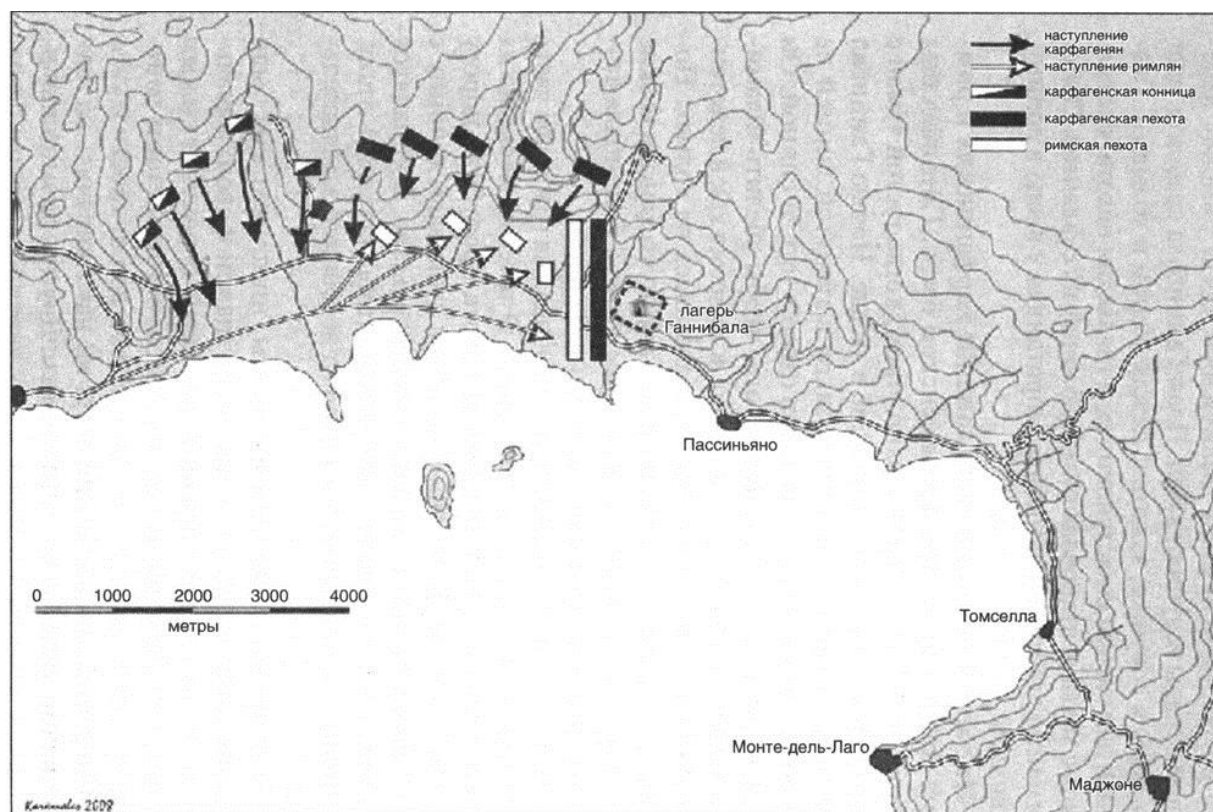 наступление
карфагенян
наступление римлян
карфагенская конница
карфагенская пехота
римская пехота
лагерь
Ганнибала
Пассиньяно
0 1000 2000 3000 4000
метры
Томселла
Монте-дель-Лаго
Маджоне
2008